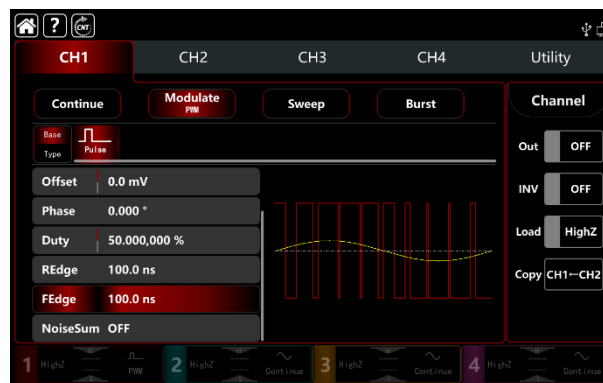 ? CNT
CH1 CH2 CH3 CH4 Utility
Continue Modulate Sweep Burst Channel
PWM
Base Pulse
Type
Out OFF
Offset 0.0 mV
INV OFF
Phase 0.000 °
Load HighZ
Duty 50.000,000 %
REdge 100.0 ns
Copy CH1←CH2
FEdge 100.0 ns
NoiseSum OFF
1 HighZ PWM 2 HighZ Continue 3 HighZ Continue 4 HighZ Continue